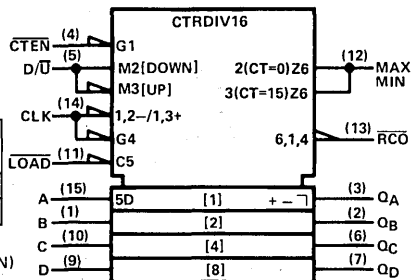 CTRDIV16
CTEN (4) G1
D/U (5) M2[DOWN] 2(CT=0)Z6 (12) MAX
M3[UP] 3(CT=15)Z6 MIN
CLK (14) 1,2−/1,3+
G4 6,1,4 (13) RCO
LOAD (11) C5
A (15) 5D [1] + − ¬ (3) QA
B (1) [2] (2) QB
C (10) [4] (6) QC
N) D (9) [8] (7) QD